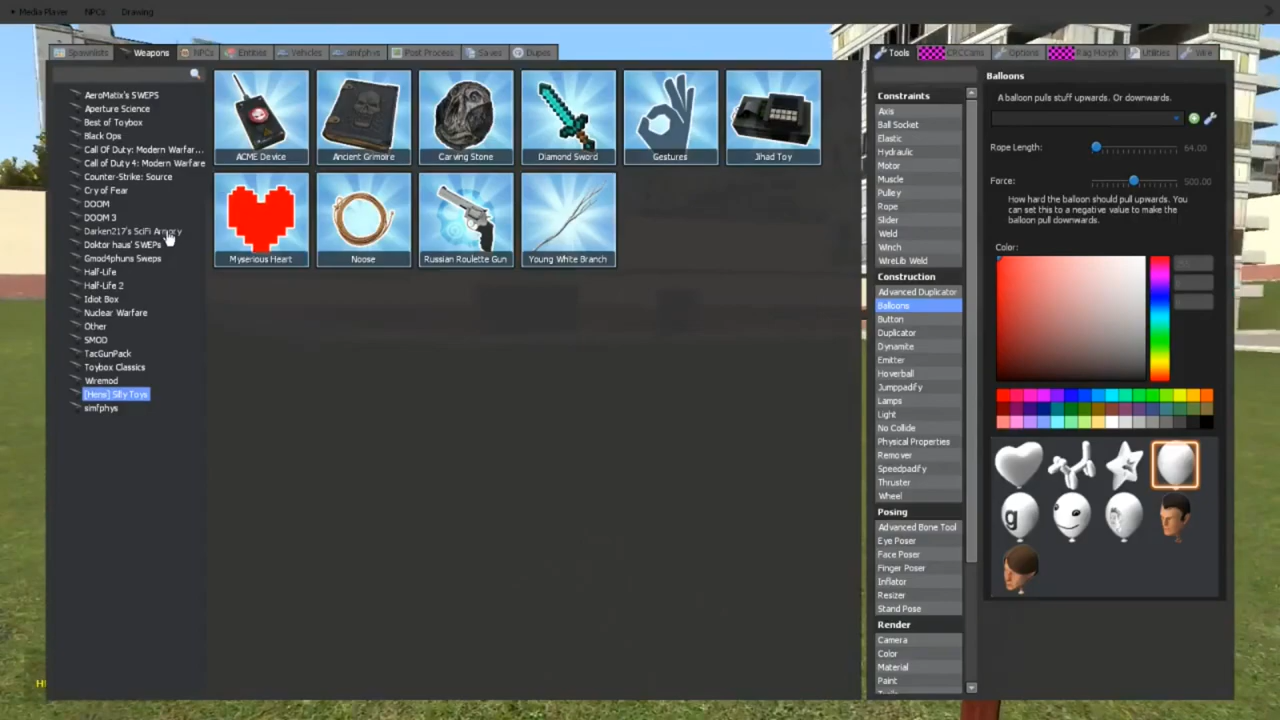 Media Player NPCs Drawing
Spawnlists Weapons NPCs Entities Vehicles simfphys Post Process Saves Dupes
AeroMatix's SWEPS
Aperture Science
Best of Toybox
Black Ops
Call Of Duty: Modern Warfar...
Call of Duty 4: Modern Warfare
Counter-Strike: Source
Cry of Fear
DOOM
DOOM 3
Darken217's SciFi Armory
Doktor haus' SWEPs
Gmod4phuns Sweps
Half-Life
Half-Life 2
Idiot Box
Nuclear Warfare
Other
SMOD
TacGunPack
Toybox Classics
Wiremod
[Hens] Silly Toys
simfphys
ACME Device Ancient Grimoire Carving Stone Diamond Sword Gestures Jihad Toy
Myserious Heart Noose Russian Roulette Gun Young White Branch
Tools Options Rag Morph Utilities Wire
Constraints
Axis
Ball Socket
Elastic
Hydraulic
Motor
Muscle
Pulley
Rope
Slider
Weld
Winch
WireLib Weld
Construction
Advanced Duplicator
Balloons
Button
Duplicator
Dynamite
Emitter
Hoverball
Jumppadify
Lamps
Light
No Collide
Physical Properties
Remover
Speedpadify
Thruster
Wheel
Posing
Advanced Bone Tool
Eye Poser
Face Poser
Finger Poser
Inflator
Resizer
Stand Pose
Render
Camera
Color
Material
Paint
Balloons
A balloon pulls stuff upwards. Or downwards.
Rope Length: 64.00
Force: 500.00
How hard the balloon should pull upwards. You
can set this to a negative value to make the
balloon pull downwards.
Color:
g